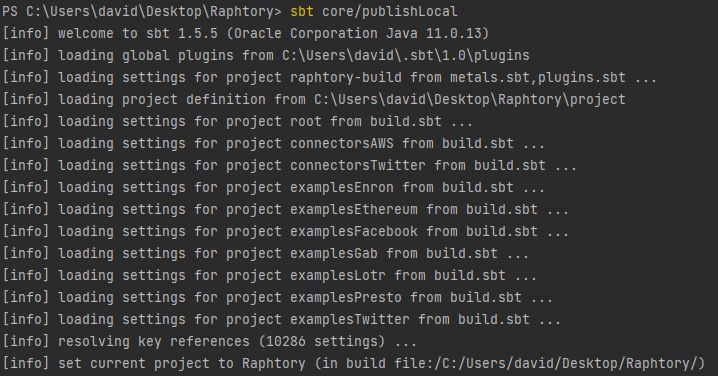 PS C:\Users\david\Desktop\Raphtory> sbt core/publishLocal
[info] welcome to sbt 1.5.5 (Oracle Corporation Java 11.0.13)
[info] loading global plugins from C:\Users\david\.sbt\1.0\plugins
[info] loading settings for project raphtory-build from metals.sbt,plugins.sbt ...
[info] loading project definition from C:\Users\david\Desktop\Raphtory\project
[info] loading settings for project root from build.sbt ...
[info] loading settings for project connectorsAWS from build.sbt ...
[info] loading settings for project connectorsTwitter from build.sbt ...
[info] loading settings for project examplesEnron from build.sbt ...
[info] loading settings for project examplesEthereum from build.sbt ...
[info] loading settings for project examplesFacebook from build.sbt ...
[info] loading settings for project examplesGab from build.sbt ...
[info] loading settings for project examplesLotr from build.sbt ...
[info] loading settings for project examplesPresto from build.sbt ...
[info] loading settings for project examplesTwitter from build.sbt ...
[info] resolving key references (10286 settings) ...
[info] set current project to Raphtory (in build file:/C:/Users/david/Desktop/Raphtory/)